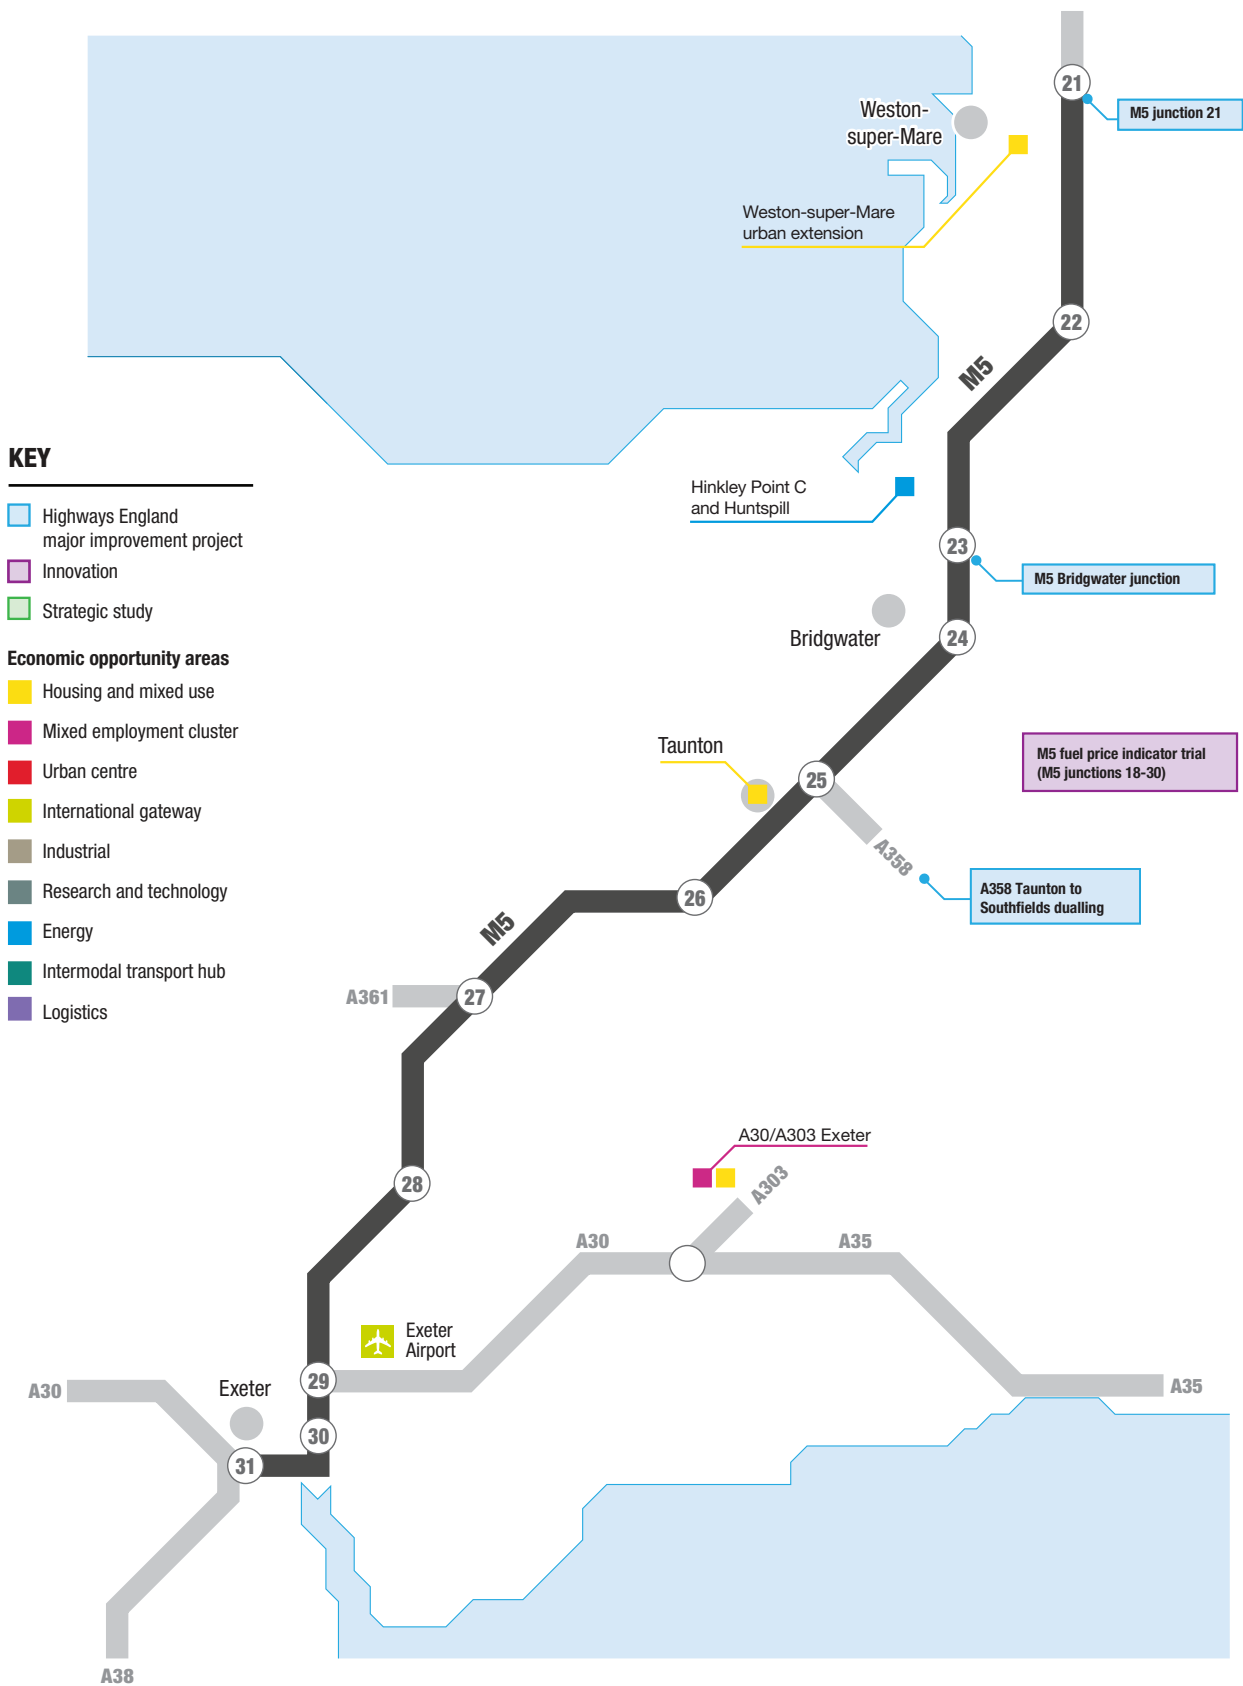 21
M5 junction 21
Weston-
super-Mare
Weston-super-Mare
urban extension
22
M5
KEY
Highways England
major improvement project
Innovation
Strategic study
Economic opportunity areas
Housing and mixed use
Mixed employment cluster
Urban centre
International gateway
Industrial
Research and technology
Energy
Intermodal transport hub
Logistics
Hinkley Point C
and Huntspill
23
M5 Bridgwater junction
Bridgwater
24
Taunton
M5 fuel price indicator trial
(M5 junctions 18-30)
25
A358
A358 Taunton to
Southfields dualling
26
M5
A361
27
A30/A303 Exeter
28
A303
A30
A35
Exeter
Airport
29
A30
Exeter
A35
30
31
A38